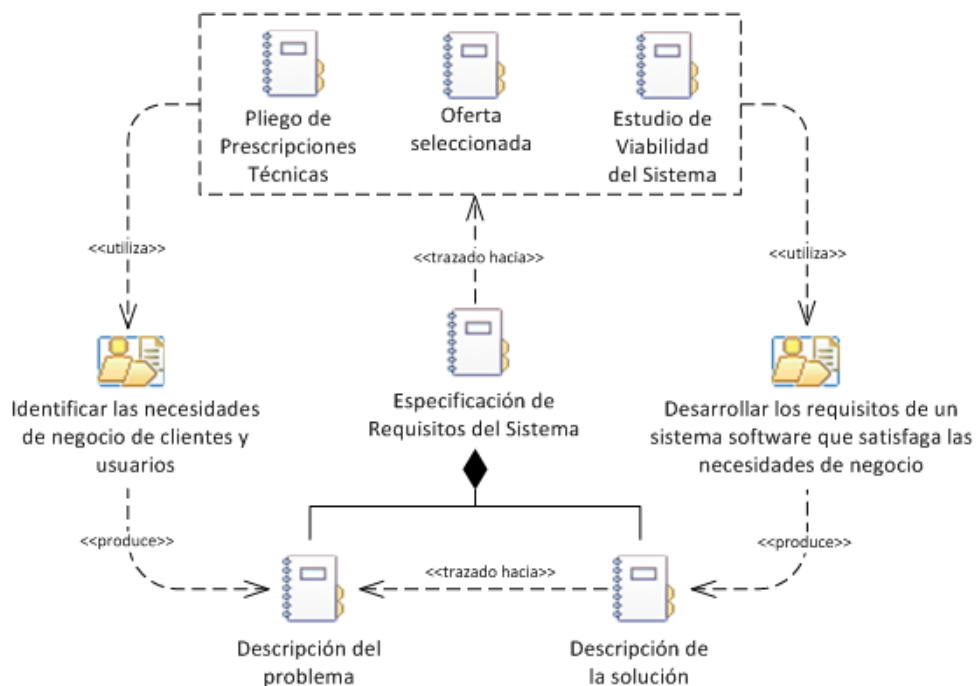 Pliego de
Prescripciones
Técnicas
Oferta
seleccionada
Estudio de
Viabilidad
del Sistema
<<utiliza>>
<<trazado hacia>>
<<utiliza>>
Identificar las necesidades
de negocio de clientes y
usuarios
Especificación de
Requisitos del Sistema
Desarrollar los requisitos de un
sistema software que satisfaga las
necesidades de negocio
<<produce>>
<<trazado hacia>>
<<produce>>
Descripción del
problema
Descripción de
la solución